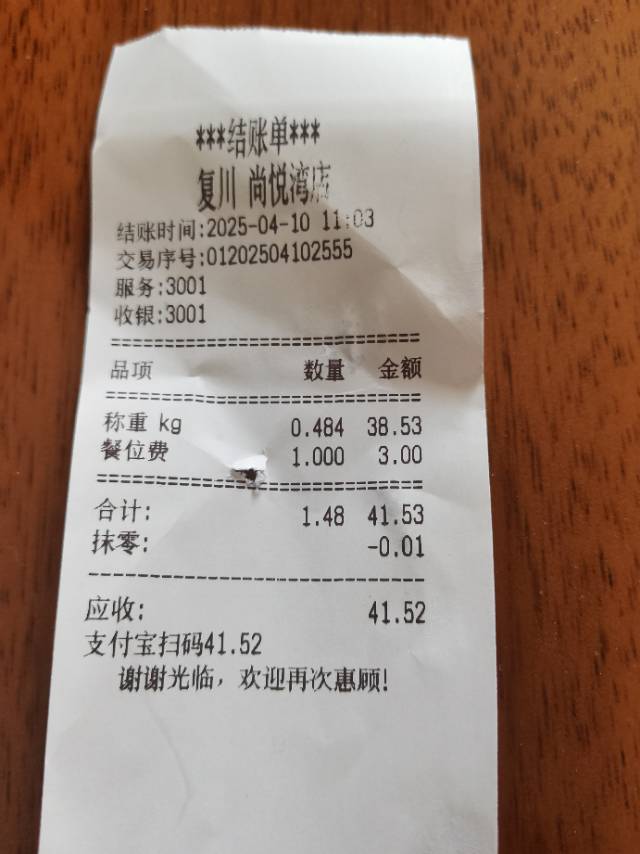 ***结账单***
复川 尚悦湾店
结账时间:2025-04-10 11:03
交易序号:01202504102555
服务:3001
收银:3001
品项 数量 金额
称重 kg 0.484 38.53
餐位费 1.000 3.00
合计: 1.48 41.53
抹零: -0.01
应收: 41.52
支付宝扫码41.52
谢谢光临，欢迎再次惠顾!